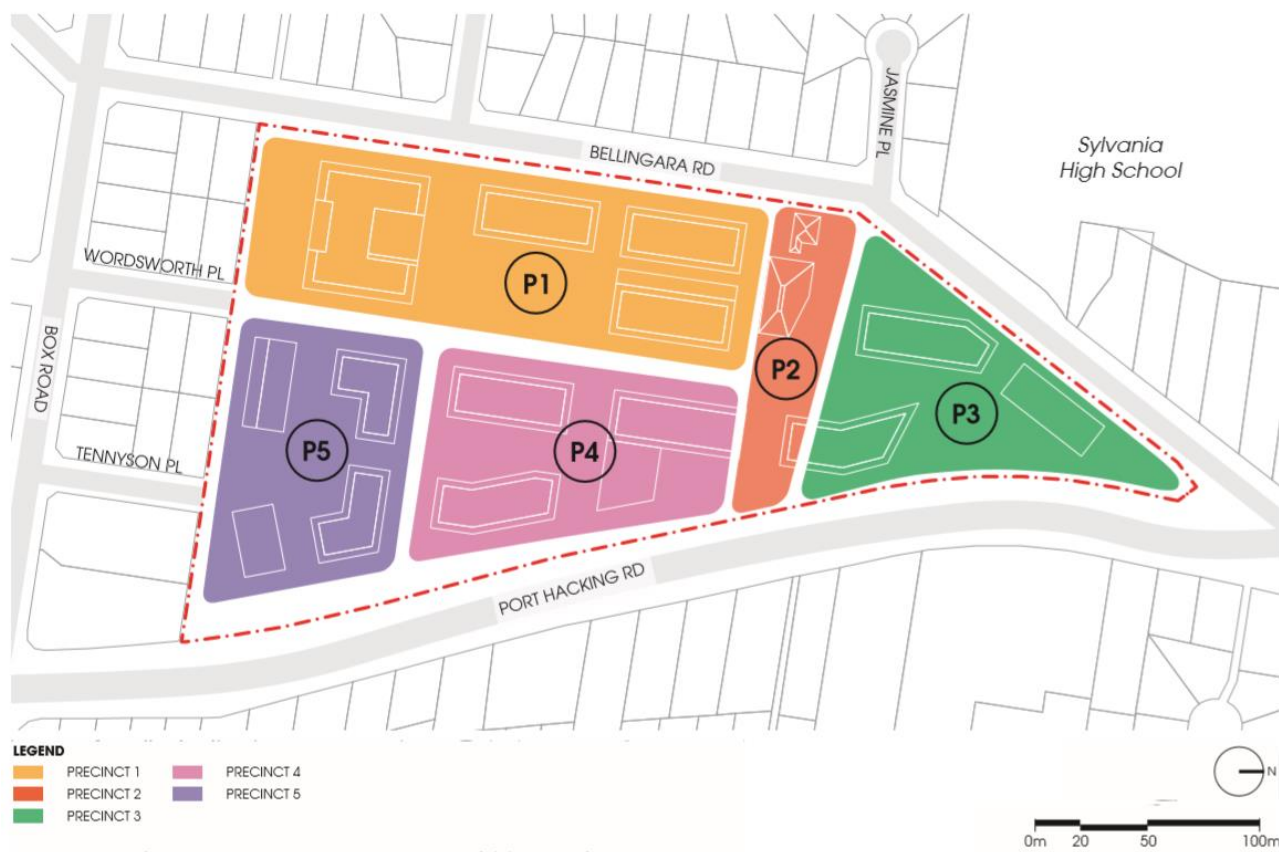 JASMINE PL
BELLINGARA RD
Sylvania
High School
WORDSWORTH PL
P1
BOX ROAD
P2
P3
P5
P4
TENNYSON PL
PORT HACKING RD
LEGEND
PRECINCT 1
PRECINCT 2
PRECINCT 3
PRECINCT 4
PRECINCT 5
N
0m 20 50 100m